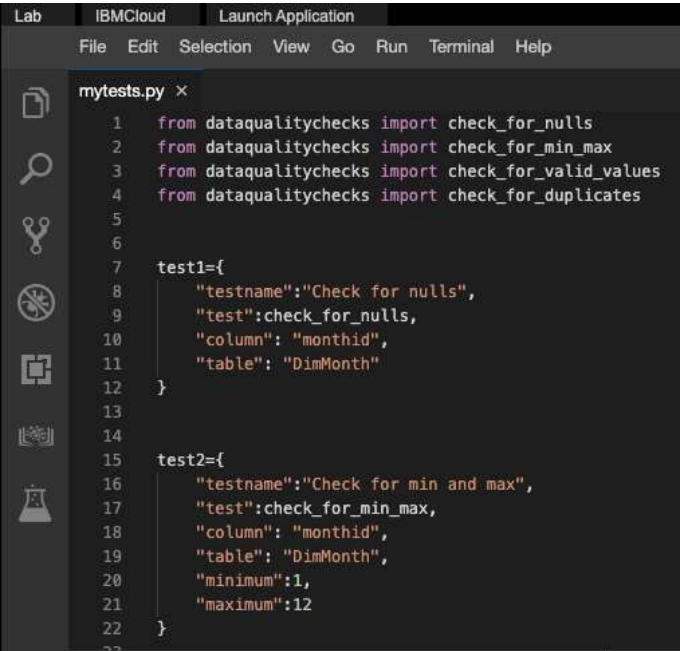 Lab IBMCloud Launch Application
File Edit Selection View Go Run Terminal Help
mytests.py ×
1 from dataqualitychecks import check_for_nulls
2 from dataqualitychecks import check_for_min_max
3 from dataqualitychecks import check_for_valid_values
4 from dataqualitychecks import check_for_duplicates
5
6
7 test1={
8 "testname":"Check for nulls",
9 "test":check_for_nulls,
10 "column": "monthid",
11 "table": "DimMonth"
12 }
13
14
15 test2={
16 "testname":"Check for min and max",
17 "test":check_for_min_max,
18 "column": "monthid",
19 "table": "DimMonth",
20 "minimum":1,
21 "maximum":12
22 }